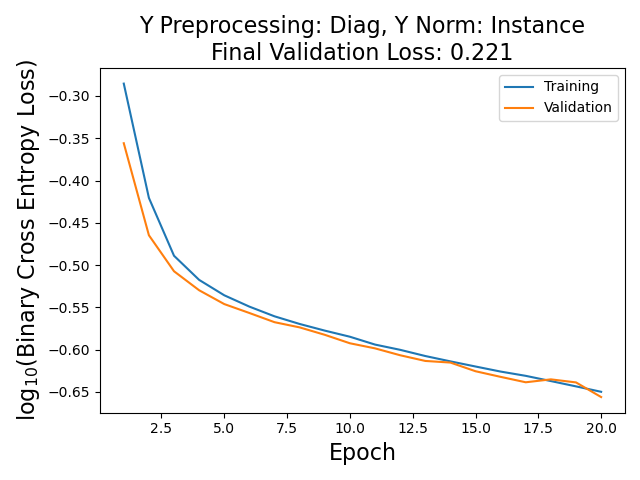 Y Preprocessing: Diag, Y Norm: Instance
Final Validation Loss: 0.221
Training
Validation
log₁₀(Binary Cross Entropy Loss)
−0.30
−0.35
−0.40
−0.45
−0.50
−0.55
−0.60
−0.65
2.5 5.0 7.5 10.0 12.5 15.0 17.5 20.0
Epoch